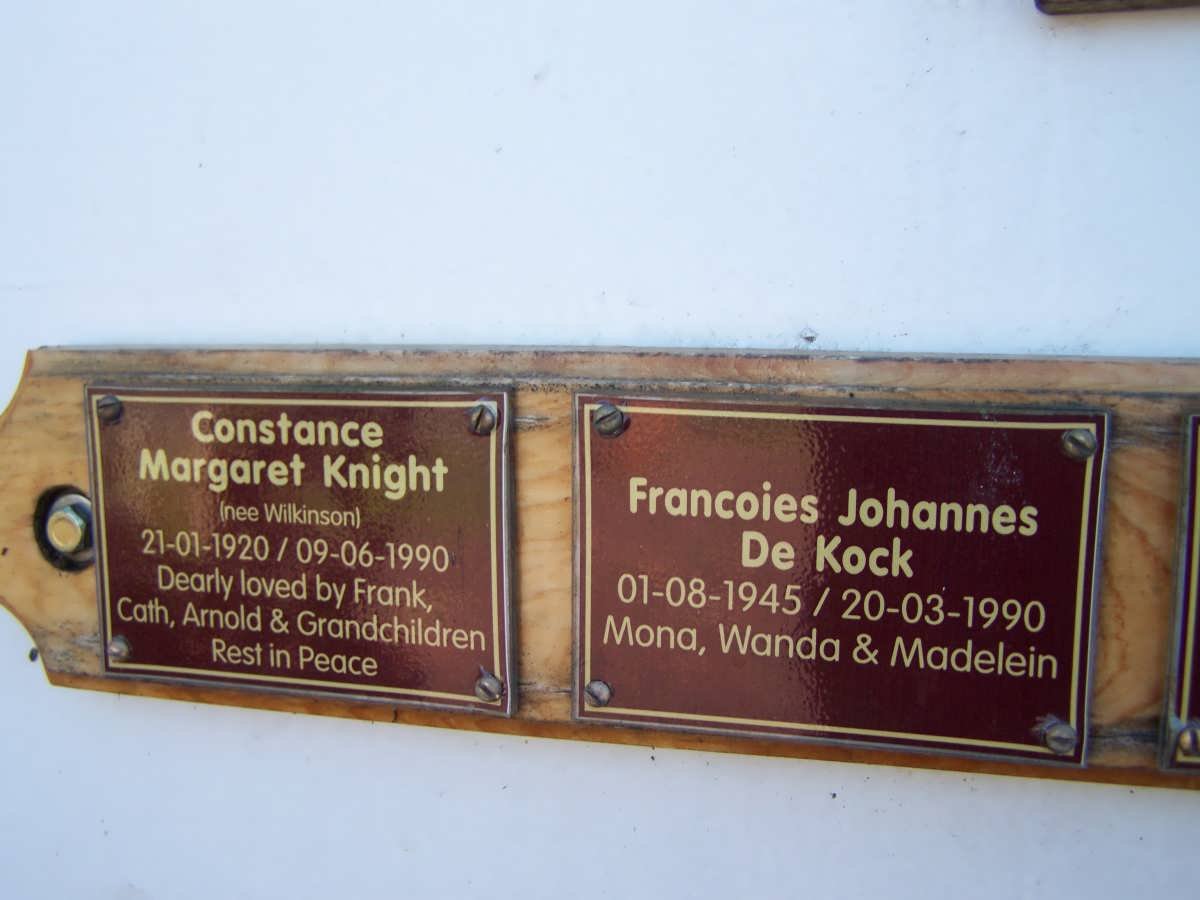 Constance
Margaret Knight
(nee Wilkinson)
21-01-1920 / 09-06-1990
Dearly loved by Frank,
Cath, Arnold & Grandchildren
Rest in Peace
Francoies Johannes
De Kock
01-08-1945 / 20-03-1990
Mona, Wanda & Madelein